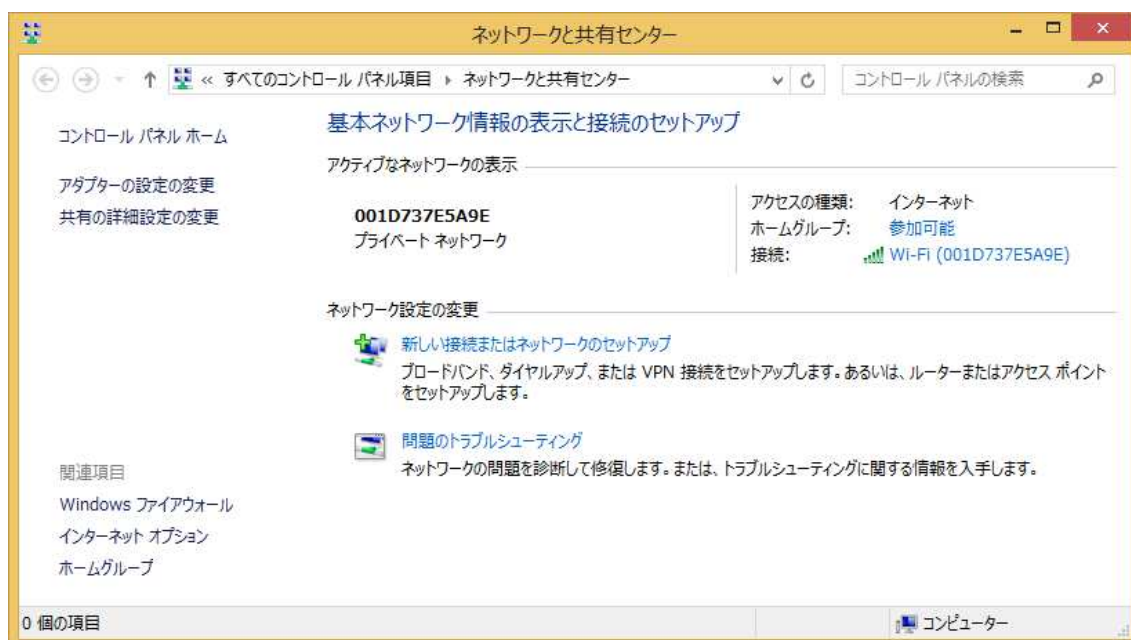 ネットワークと共有センター
« すべてのコントロール パネル項目 ネットワークと共有センター
コントロール パネルの検索
コントロール パネル ホーム
アダプターの設定の変更
共有の詳細設定の変更
基本ネットワーク情報の表示と接続のセットアップ
アクティブなネットワークの表示
001D737E5A9E
プライベート ネットワーク
アクセスの種類: インターネット
ホームグループ: 参加可能
接続: Wi-Fi (001D737E5A9E)
ネットワーク設定の変更
新しい接続またはネットワークのセットアップ
ブロードバンド、ダイヤルアップ、または VPN 接続をセットアップします。あるいは、ルーターまたはアクセス ポイント
をセットアップします。
問題のトラブルシューティング
ネットワークの問題を診断して修復します。または、トラブルシューティングに関する情報を入手します。
関連項目
Windows ファイアウォール
インターネット オプション
ホームグループ
0 個の項目
コンピューター